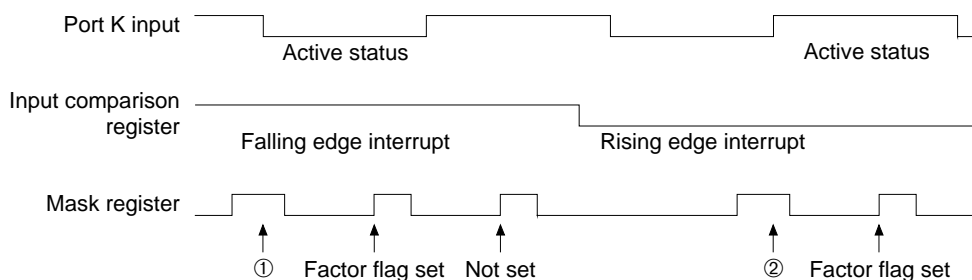 Port K input
Active status
Active status
Input comparison
register
Falling edge interrupt
Rising edge interrupt
Mask register
① Factor flag set Not set ② Factor flag set